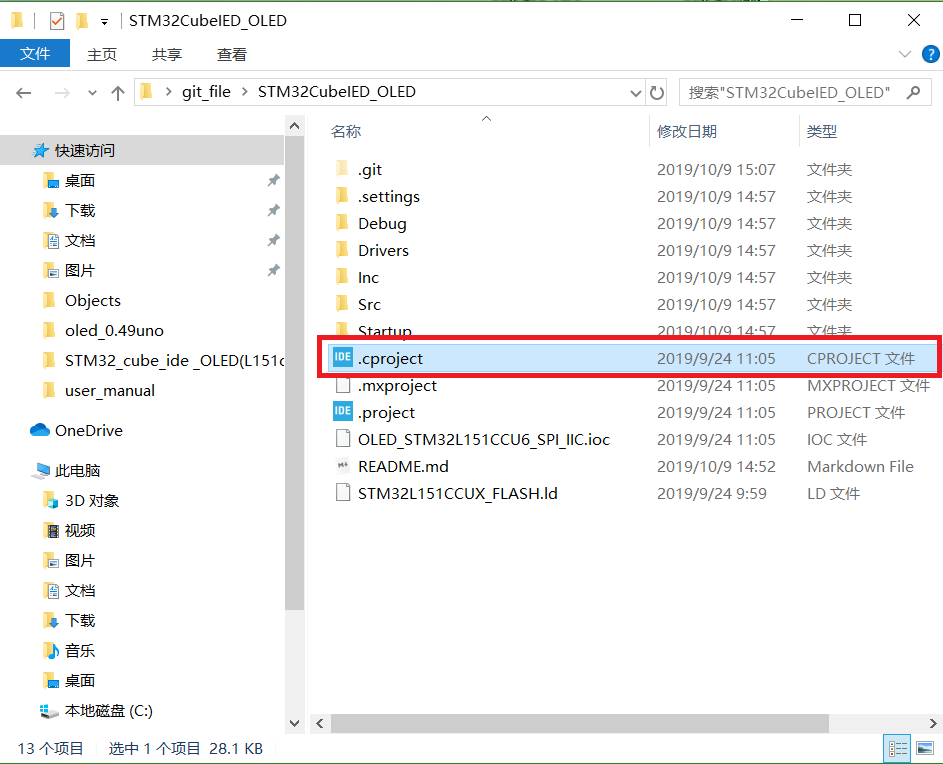 STM32CubeIED_OLED
文件 主页 共享 查看
git_file STM32CubeIED_OLED 搜索"STM32CubeIED_OLED"
快速访问
桌面
下载
文档
图片
Objects
oled_0.49uno
STM32_cube_ide _OLED(L151c
user_manual
OneDrive
此电脑
3D 对象
视频
图片
文档
下载
音乐
桌面
本地磁盘 (C:)
名称 修改日期 类型
.git 2019/10/9 15:07 文件夹
.settings 2019/10/9 14:57 文件夹
Debug 2019/10/9 14:57 文件夹
Drivers 2019/10/9 14:57 文件夹
Inc 2019/10/9 14:57 文件夹
Src 2019/10/9 14:57 文件夹
Startup 2019/10/9 14:57 文件夹
IDE .cproject 2019/9/24 11:05 CPROJECT 文件
.mxproject 2019/9/24 11:05 MXPROJECT 文件
IDE .project 2019/9/24 11:05 PROJECT 文件
OLED_STM32L151CCU6_SPI_IIC.ioc 2019/9/24 11:05 IOC 文件
README.md 2019/10/9 14:52 Markdown File
STM32L151CCUX_FLASH.ld 2019/9/24 9:59 LD 文件
13 个项目 选中 1 个项目 28.1 KB